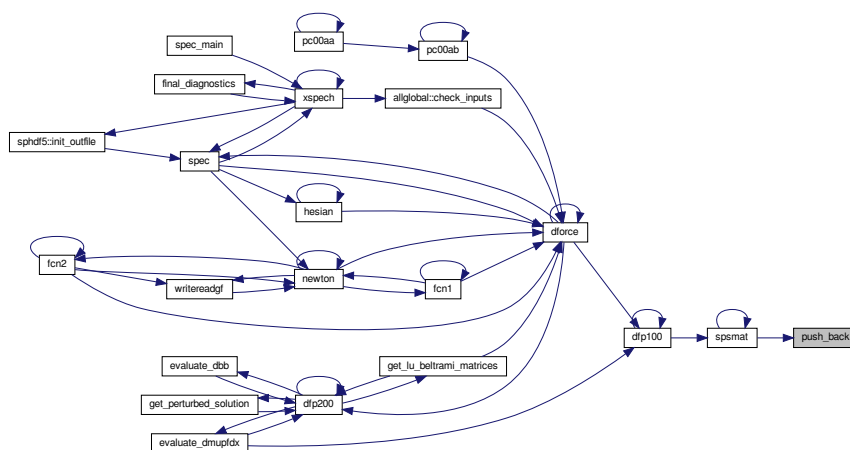 spec_main
pc00aa
pc00ab
final_diagnostics
xspech
allglobal::check_inputs
sphdf5::init_outfile
spec
hesian
dforce
fcn2
writereadgf
newton
fcn1
dfp100
spsmat
push_back
evaluate_dbb
get_lu_beltrami_matrices
get_perturbed_solution
dfp200
evaluate_dmupfdx